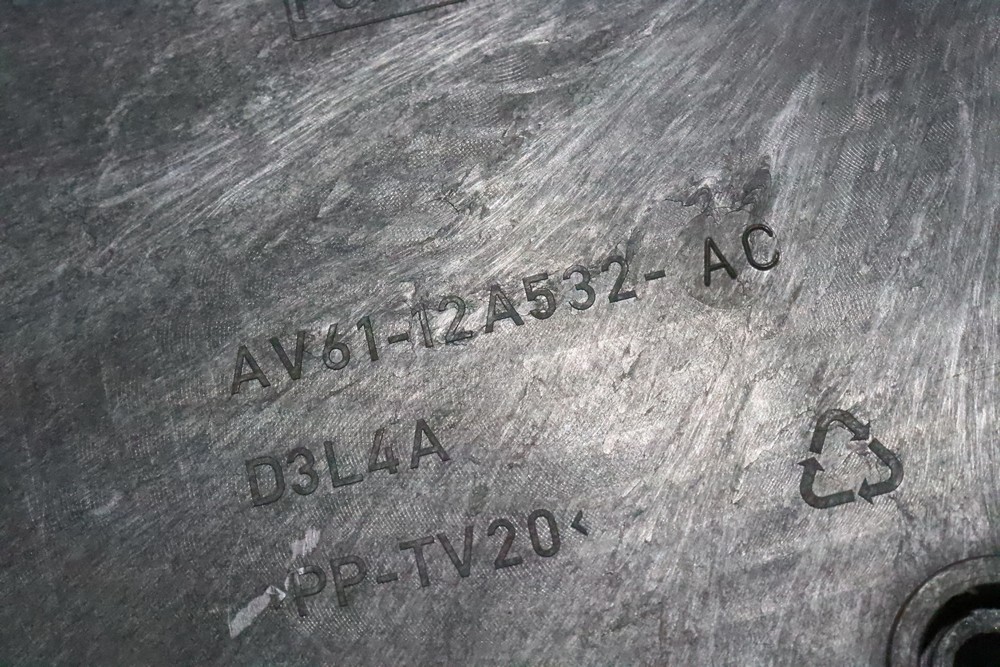 AV61-12A532- AC
D3L4A
PP-TV20<